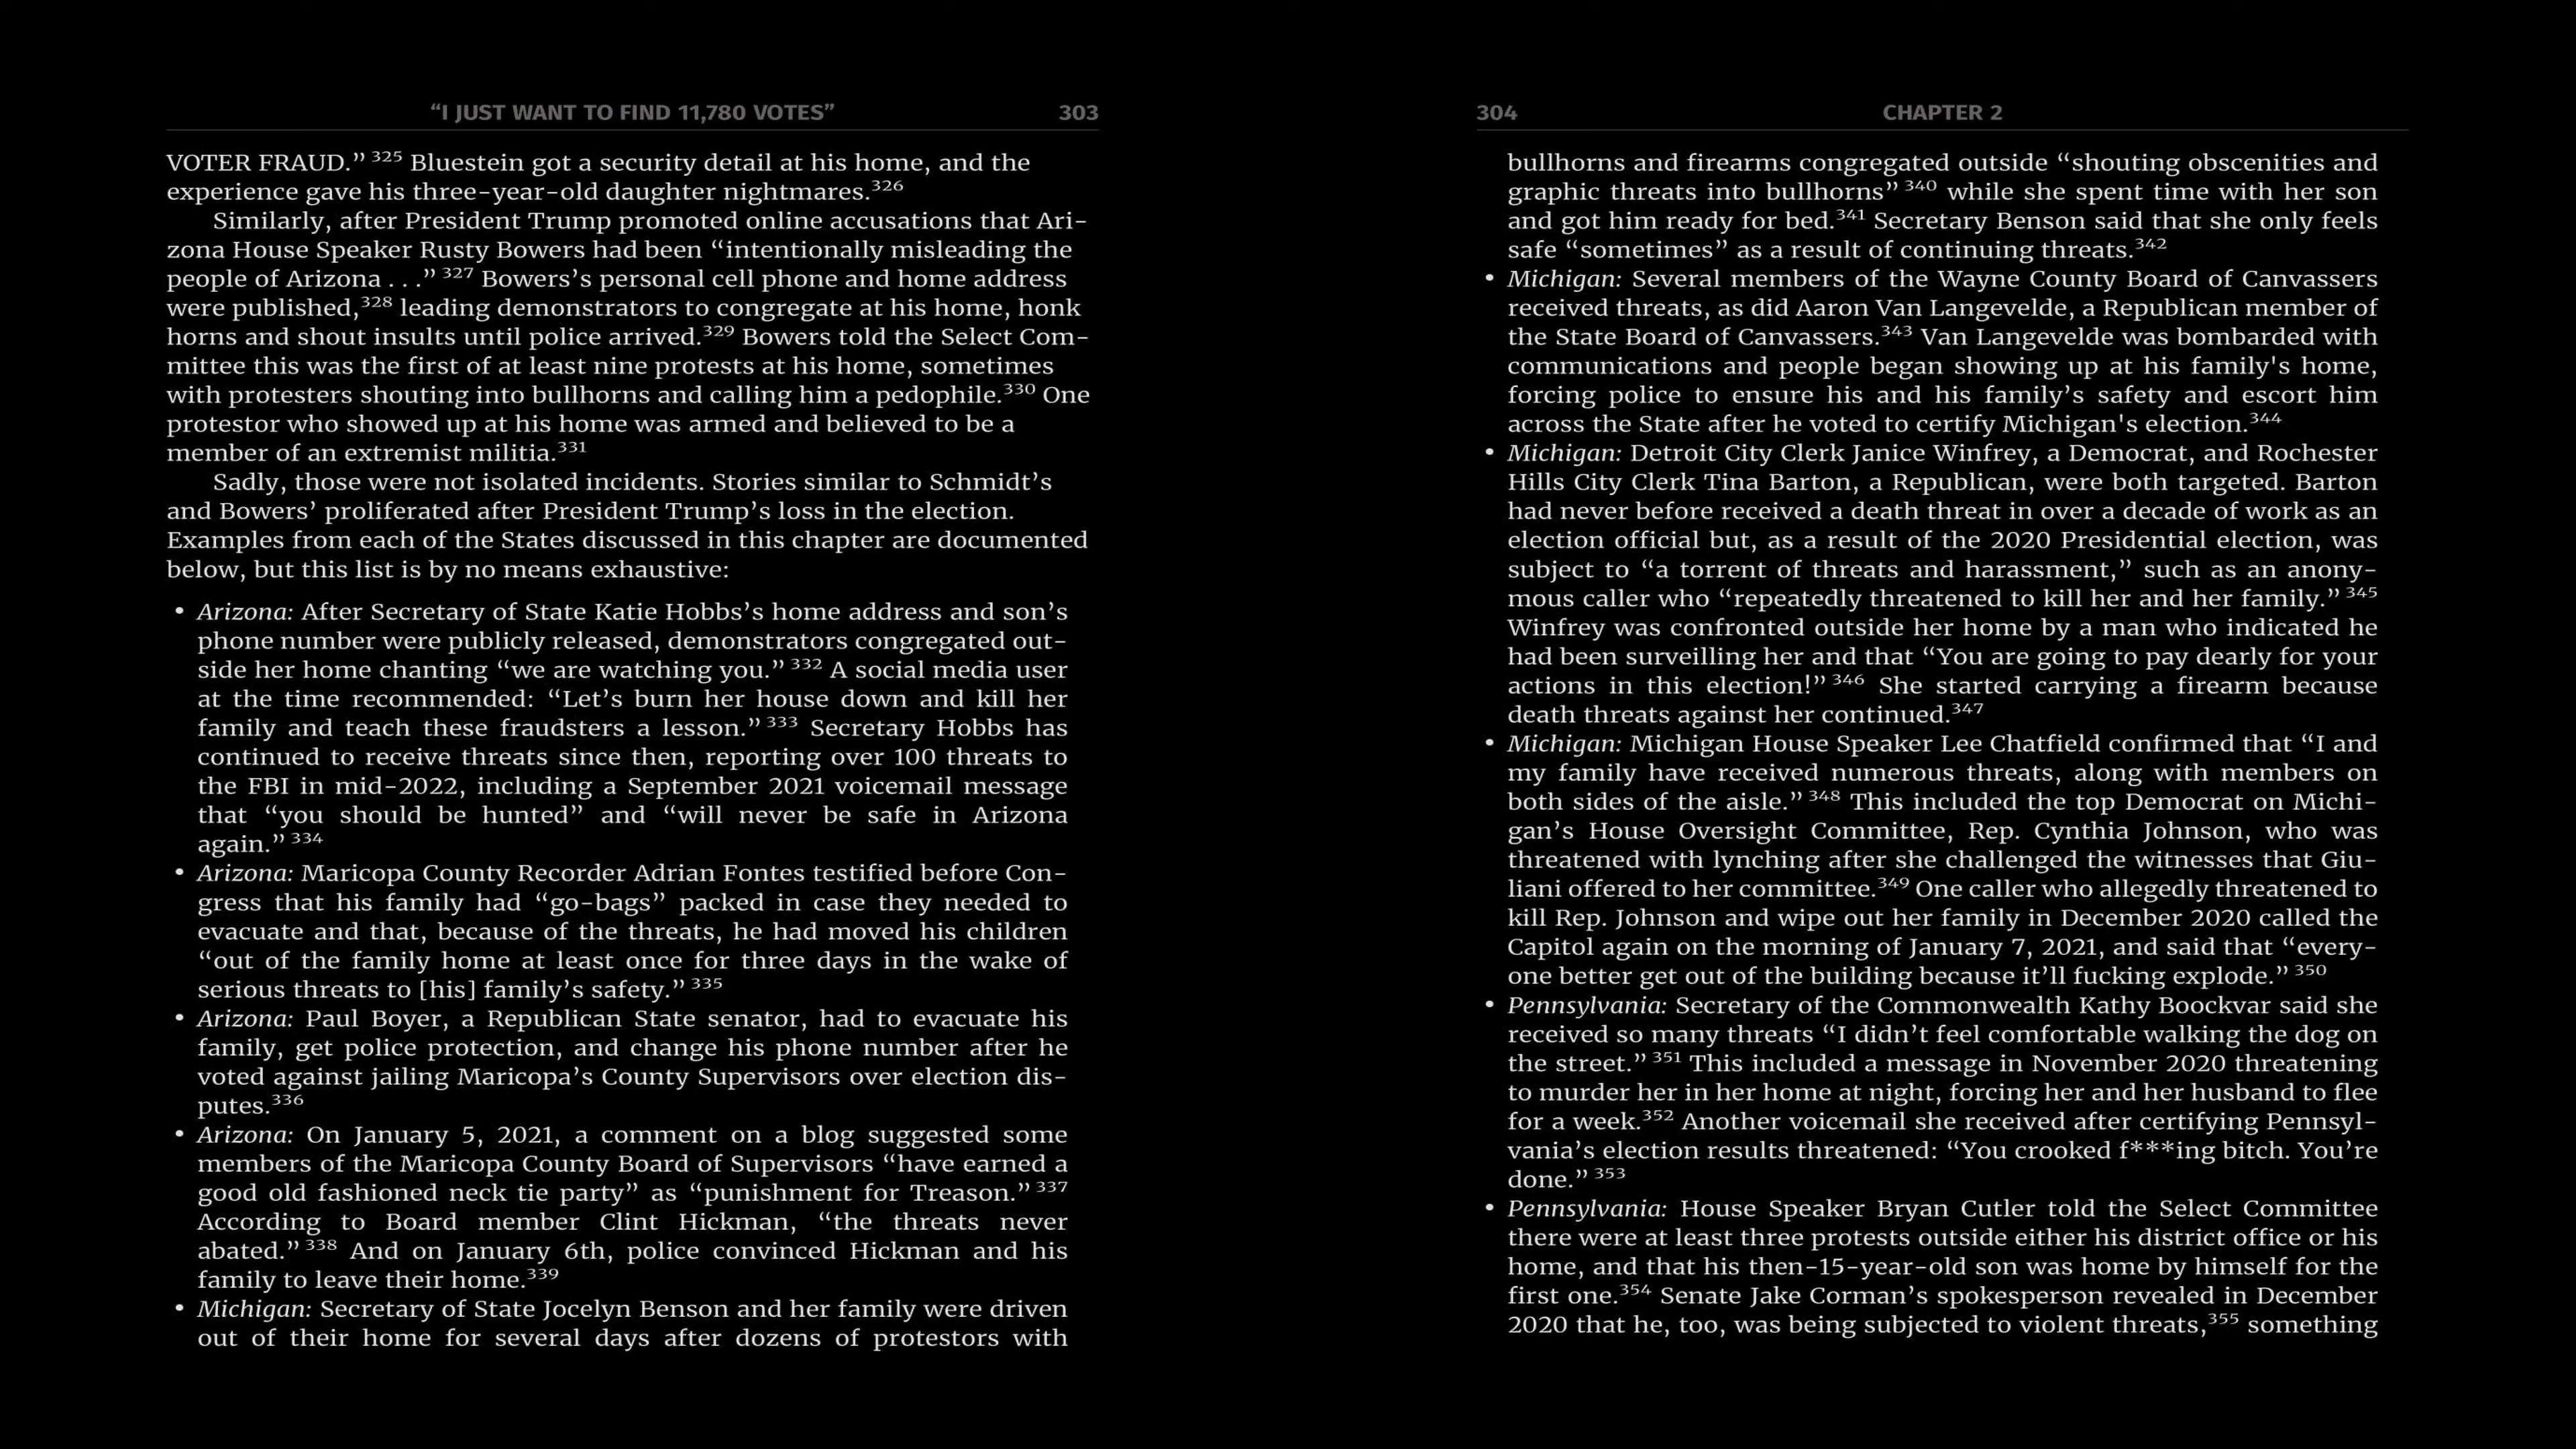 “I JUST WANT TO FIND 11,780 VOTES” 303
VOTER FRAUD.” 325 Bluestein got a security detail at his home, and the
experience gave his three-year-old daughter nightmares.326
Similarly, after President Trump promoted online accusations that Ari-
zona House Speaker Rusty Bowers had been “intentionally misleading the
people of Arizona . . .” 327 Bowers’s personal cell phone and home address
were published,328 leading demonstrators to congregate at his home, honk
horns and shout insults until police arrived.329 Bowers told the Select Com-
mittee this was the first of at least nine protests at his home, sometimes
with protesters shouting into bullhorns and calling him a pedophile.330 One
protestor who showed up at his home was armed and believed to be a
member of an extremist militia.331
Sadly, those were not isolated incidents. Stories similar to Schmidt’s
and Bowers’ proliferated after President Trump’s loss in the election.
Examples from each of the States discussed in this chapter are documented
below, but this list is by no means exhaustive:
• Arizona: After Secretary of State Katie Hobbs’s home address and son’s
phone number were publicly released, demonstrators congregated out-
side her home chanting “we are watching you.” 332 A social media user
at the time recommended: “Let’s burn her house down and kill her
family and teach these fraudsters a lesson.” 333 Secretary Hobbs has
continued to receive threats since then, reporting over 100 threats to
the FBI in mid-2022, including a September 2021 voicemail message
that “you should be hunted” and “will never be safe in Arizona
again.” 334
• Arizona: Maricopa County Recorder Adrian Fontes testified before Con-
gress that his family had “go-bags” packed in case they needed to
evacuate and that, because of the threats, he had moved his children
“out of the family home at least once for three days in the wake of
serious threats to [his] family’s safety.” 335
• Arizona: Paul Boyer, a Republican State senator, had to evacuate his
family, get police protection, and change his phone number after he
voted against jailing Maricopa’s County Supervisors over election dis-
putes.336
• Arizona: On January 5, 2021, a comment on a blog suggested some
members of the Maricopa County Board of Supervisors “have earned a
good old fashioned neck tie party” as “punishment for Treason.” 337
According to Board member Clint Hickman, “the threats never
abated.” 338 And on January 6th, police convinced Hickman and his
family to leave their home.339
• Michigan: Secretary of State Jocelyn Benson and her family were driven
out of their home for several days after dozens of protestors with
304 CHAPTER 2
bullhorns and firearms congregated outside “shouting obscenities and
graphic threats into bullhorns” 340 while she spent time with her son
and got him ready for bed.341 Secretary Benson said that she only feels
safe “sometimes” as a result of continuing threats.342
• Michigan: Several members of the Wayne County Board of Canvassers
received threats, as did Aaron Van Langevelde, a Republican member of
the State Board of Canvassers.343 Van Langevelde was bombarded with
communications and people began showing up at his family's home,
forcing police to ensure his and his family’s safety and escort him
across the State after he voted to certify Michigan's election.344
• Michigan: Detroit City Clerk Janice Winfrey, a Democrat, and Rochester
Hills City Clerk Tina Barton, a Republican, were both targeted. Barton
had never before received a death threat in over a decade of work as an
election official but, as a result of the 2020 Presidential election, was
subject to “a torrent of threats and harassment,” such as an anony-
mous caller who “repeatedly threatened to kill her and her family.” 345
Winfrey was confronted outside her home by a man who indicated he
had been surveilling her and that “You are going to pay dearly for your
actions in this election!” 346 She started carrying a firearm because
death threats against her continued.347
• Michigan: Michigan House Speaker Lee Chatfield confirmed that “I and
my family have received numerous threats, along with members on
both sides of the aisle.” 348 This included the top Democrat on Michi-
gan’s House Oversight Committee, Rep. Cynthia Johnson, who was
threatened with lynching after she challenged the witnesses that Giu-
liani offered to her committee.349 One caller who allegedly threatened to
kill Rep. Johnson and wipe out her family in December 2020 called the
Capitol again on the morning of January 7, 2021, and said that “every-
one better get out of the building because it’ll fucking explode.” 350
• Pennsylvania: Secretary of the Commonwealth Kathy Boockvar said she
received so many threats “I didn’t feel comfortable walking the dog on
the street.” 351 This included a message in November 2020 threatening
to murder her in her home at night, forcing her and her husband to flee
for a week.352 Another voicemail she received after certifying Pennsyl-
vania’s election results threatened: “You crooked f***ing bitch. You’re
done.” 353
• Pennsylvania: House Speaker Bryan Cutler told the Select Committee
there were at least three protests outside either his district office or his
home, and that his then-15-year-old son was home by himself for the
first one.354 Senate Jake Corman’s spokesperson revealed in December
2020 that he, too, was being subjected to violent threats,355 something